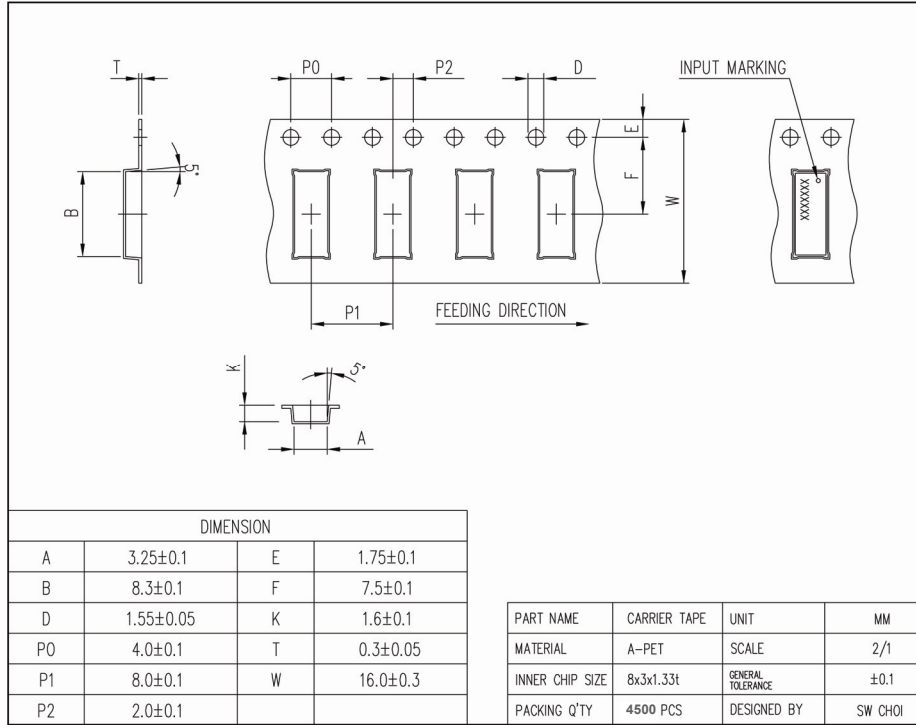 T
P0
P2
D
INPUT MARKING
5°
B
E
F
W
XXXXXXX
P1
FEEDING DIRECTION
K
5°
A
DIMENSION
A 3.25±0.1 E 1.75±0.1
B 8.3±0.1 F 7.5±0.1
D 1.55±0.05 K 1.6±0.1
P0 4.0±0.1 T 0.3±0.05
P1 8.0±0.1 W 16.0±0.3
P2 2.0±0.1
PART NAME CARRIER TAPE UNIT MM
MATERIAL A-PET SCALE 2/1
INNER CHIP SIZE 8x3x1.33t GENERAL TOLERANCE ±0.1
PACKING Q'TY 4500 PCS DESIGNED BY SW CHOI